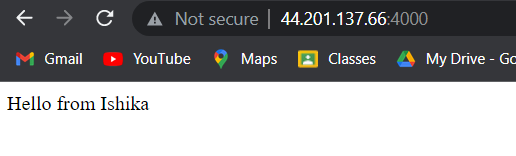 Not secure 44.201.137.66:4000
Gmail YouTube Maps Classes My Drive - Go
Hello from Ishika